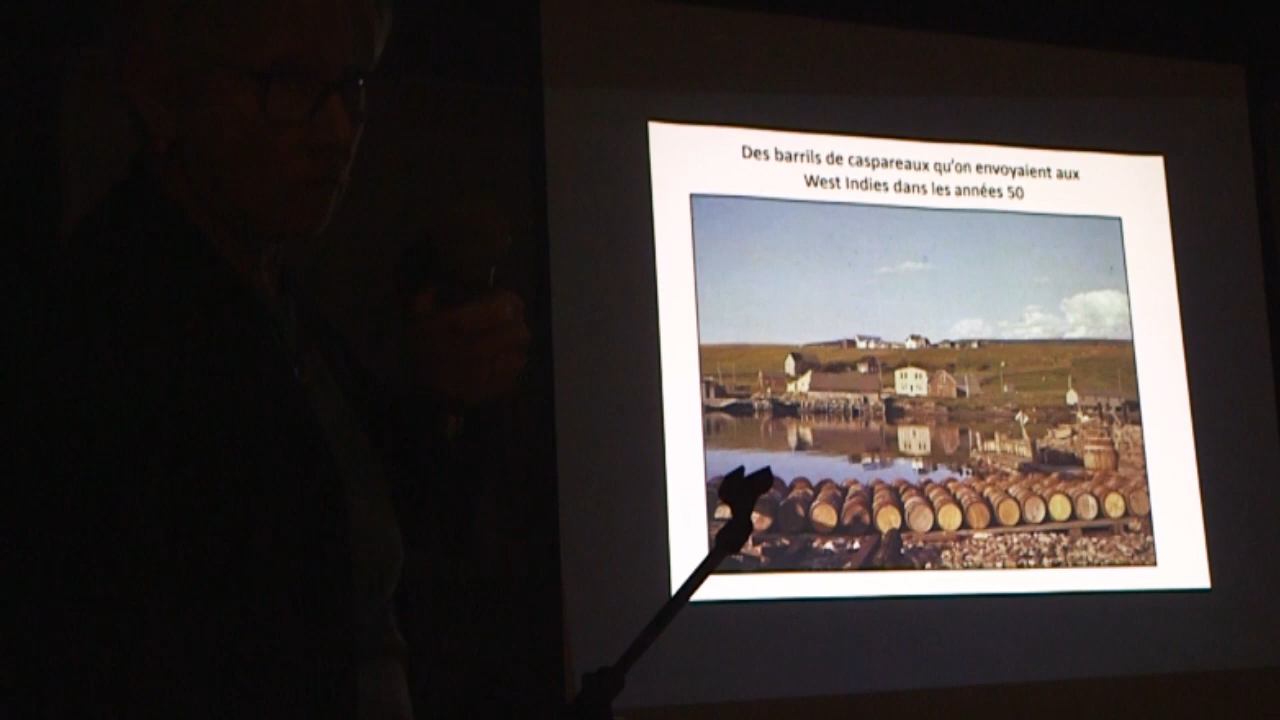 Des barrils de caspareaux qu'on envoyaient aux
West Indies dans les années 50